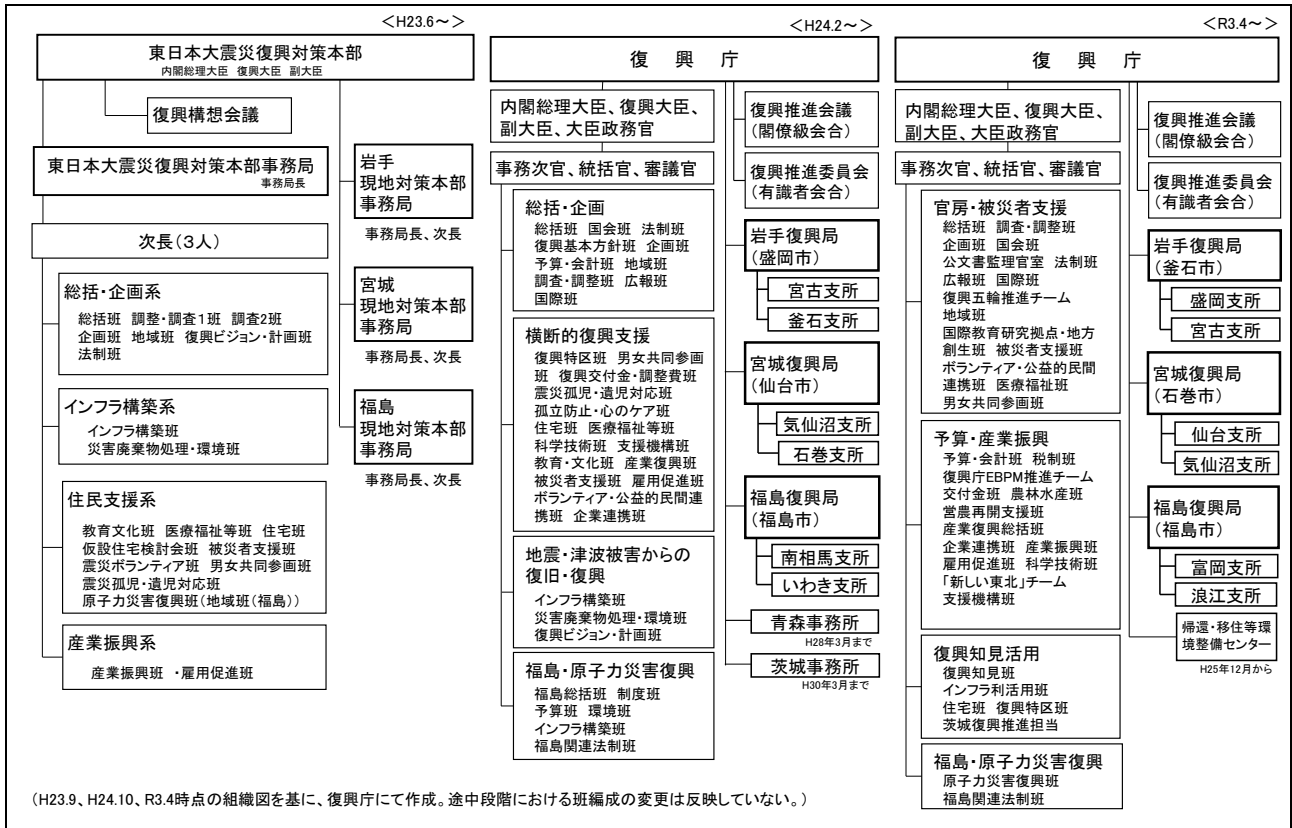 <H23.6~>
東日本大震災復興対策本部
内閣総理大臣 復興大臣 副大臣
復興構想会議
東日本大震災復興対策本部事務局
事務局長
次長(3人)
総括・企画系
総括班 調整・調査1班 調査2班
企画班 地域班 復興ビジョン・計画班
法制班
インフラ構築系
インフラ構築班
災害廃棄物処理・環境班
住民支援系
教育文化班 医療福祉等班 住宅班
仮設住宅検討会班 被災者支援班
震災ボランティア班 男女共同参画班
震災孤児・遺児対応班
原子力災害復興班(地域班(福島))
産業振興系
産業振興班 ・雇用促進班
岩手
現地対策本部
事務局
事務局長、次長
宮城
現地対策本部
事務局
事務局長、次長
福島
現地対策本部
事務局
事務局長、次長
<H24.2~>
復 興 庁
内閣総理大臣、復興大臣、
副大臣、大臣政務官
事務次官、統括官、審議官
総括・企画
総括班 国会班 法制班
復興基本方針班 企画班
予算・会計班 地域班
調査・調整班 広報班
国際班
横断的復興支援
復興特区班 男女共同参画
班 復興交付金・調整費班
震災孤児・遺児対応班
孤立防止・心のケア班
住宅班 医療福祉等班
科学技術班 支援機構班
教育・文化班 産業復興班
被災者支援班 雇用促進班
ボランティア・公益的民間連
携班 企業連携班
地震・津波被害からの
復旧・復興
インフラ構築班
災害廃棄物処理・環境班
復興ビジョン・計画班
福島・原子力災害復興
福島総括班 制度班
予算班 環境班
インフラ構築班
福島関連法制班
復興推進会議
(閣僚級会合)
復興推進委員会
(有識者会合)
岩手復興局
(盛岡市)
宮古支所
釜石支所
宮城復興局
(仙台市)
気仙沼支所
石巻支所
福島復興局
(福島市)
南相馬支所
いわき支所
青森事務所
H28年3月まで
茨城事務所
H30年3月まで
<R3.4~>
復 興 庁
内閣総理大臣、復興大臣、
副大臣、大臣政務官
事務次官、統括官、審議官
官房・被災者支援
総括班 調査・調整班
企画班 国会班
公文書監理官室 法制班
広報班 国際班
復興五輪推進チーム
地域班
国際教育研究拠点・地方
創生班 被災者支援班
ボランティア・公益的民間
連携班 医療福祉班
男女共同参画班
予算・産業振興
予算・会計班 税制班
復興庁EBPM推進チーム
交付金班 農林水産班
営農再開支援班
産業復興総括班
企業連携班 産業振興班
雇用促進班 科学技術班
「新しい東北」チーム
支援機構班
復興知見活用
復興知見班
インフラ利活用班
住宅班 復興特区班
茨城復興推進担当
福島・原子力災害復興
原子力災害復興班
福島関連法制班
復興推進会議
(閣僚級会合)
復興推進委員会
(有識者会合)
岩手復興局
(釜石市)
盛岡支所
宮古支所
宮城復興局
(石巻市)
仙台支所
気仙沼支所
福島復興局
(福島市)
富岡支所
浪江支所
帰還・移住等環
境整備センター
H25年12月から
(H23.9、H24.10、R3.4時点の組織図を基に、復興庁にて作成。途中段階における班編成の変更は反映していない。)